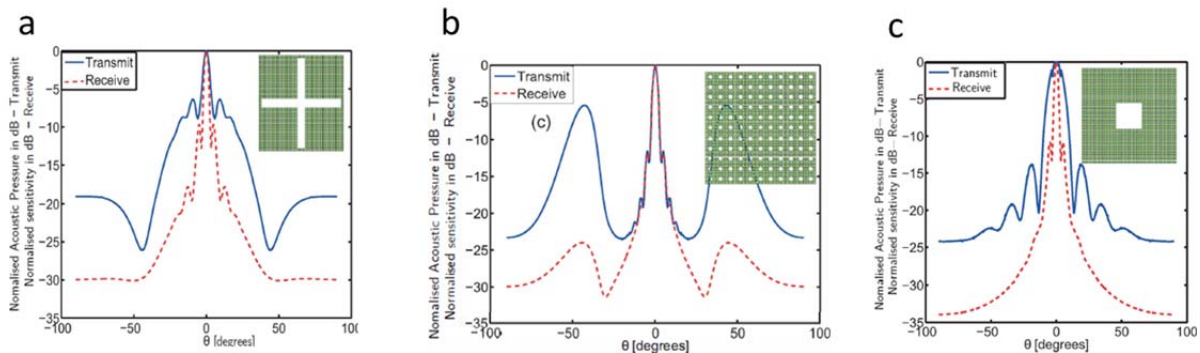 a
Nomalised Acoustic Pressure in dB – Transmit
Normalised sensitivity in dB – Receive
0
−5
−10
−15
−20
−25
−30
−35
−100
−50
0
50
100
θ [degrees]
Transmit
Receive
b
Nomalised Acoustic Pressure in dB – Transmit
Normalised sensitivity in dB – Receive
0
−5
−10
−15
−20
−25
−30
−35
−100
−50
0
50
100
θ [degrees]
Transmit
Receive
(c)
c
Nomalised Acoustic Pressure in dB— Transmit
Normalised sensitivity in dB— Receive
0
−5
−10
−15
−20
−25
−30
−35
−100
−50
0
50
100
θ [degrees]
Transmit
Receive